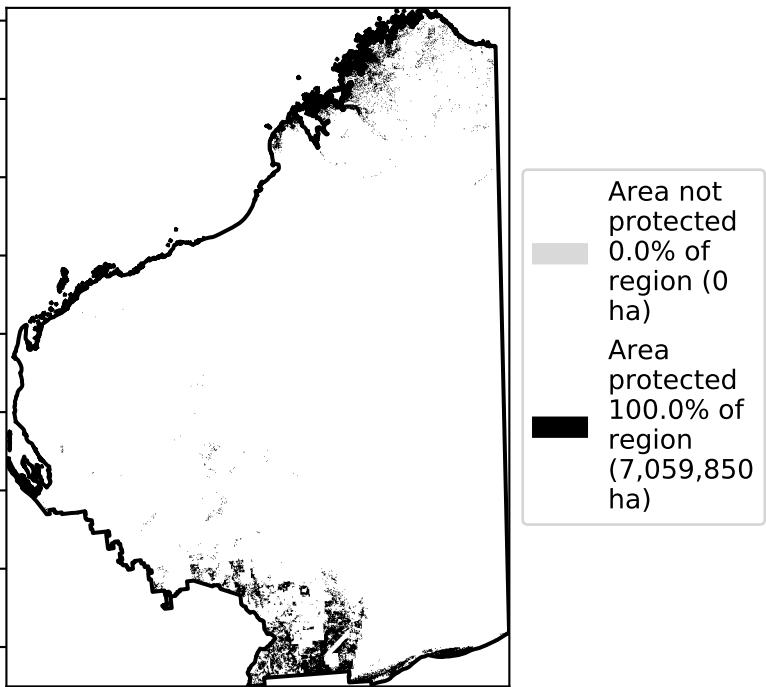 Area not
protected
0.0% of
region (0
ha)
Area
protected
100.0% of
region
(7,059,850
ha)